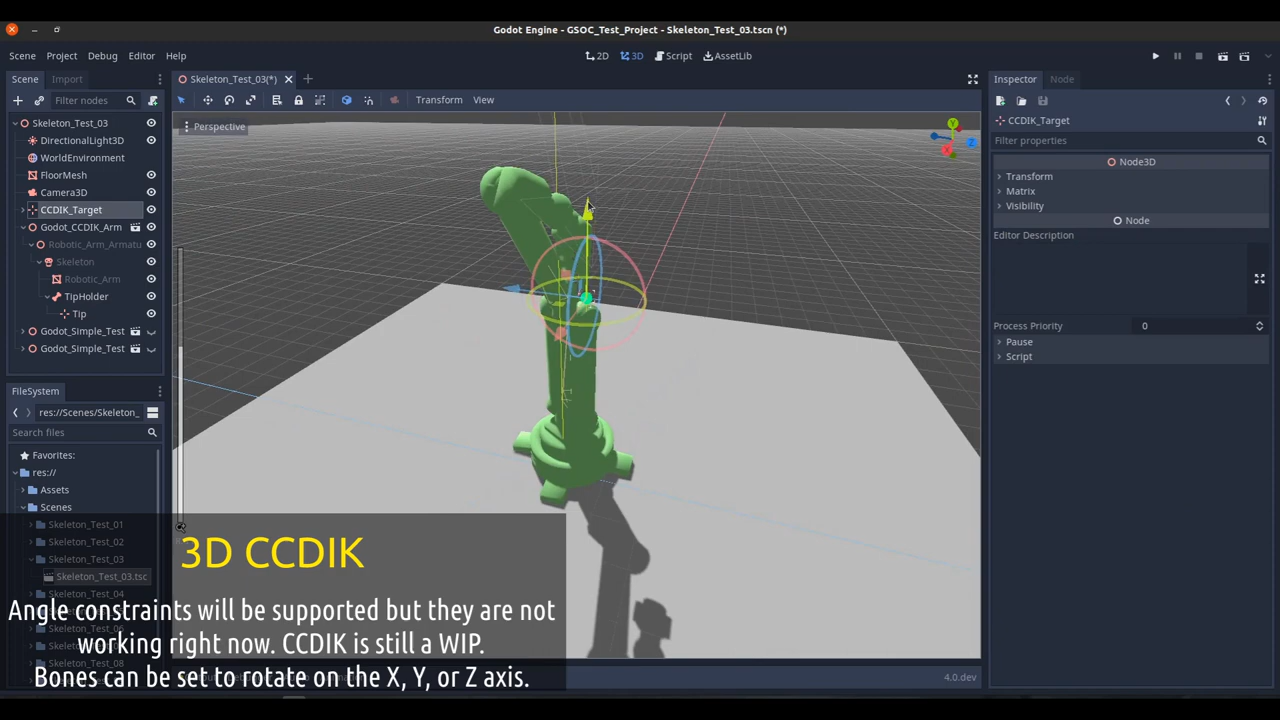 Godot Engine - GSOC_Test_Project - Skeleton_Test_03.tscn (*)
Scene Project Debug Editor Help
2D 3D Script AssetLib
Scene Import
Skeleton_Test_03(*)
Inspector Node
Filter nodes
Transform View
Perspective
Skeleton_Test_03
DirectionalLight3D
WorldEnvironment
FloorMesh
Camera3D
CCDIK_Target
Godot_CCDIK_Arm
Robotic_Arm_Armatu
Skeleton
Robotic_Arm
TipHolder
Tip
Godot_Simple_Test
Godot_Simple_Test
FileSystem
res://Scenes/Skeleton_
Search files
Favorites:
res://
Assets
Scenes
Skeleton_Test_01
Skeleton_Test_02
Skeleton_Test_03
Skeleton_Test_03.tsc
Skeleton_Test_04
Y
X
Z
CCDIK_Target
Filter properties
Node3D
Transform
Matrix
Visibility
Node
Editor Description
Process Priority 0
Pause
Script
3D CCDIK
Angle constraints will be supported but they are not
working right now. CCDIK is still a WIP.
Bones can be set to rotate on the X, Y, or Z axis.
4.0.dev